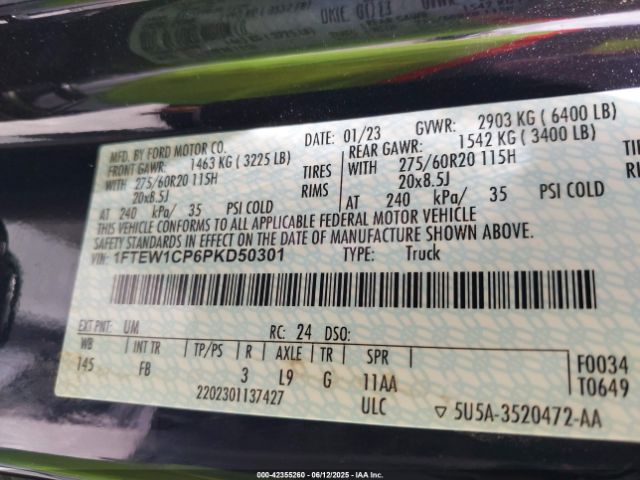 MFD. BY FORD MOTOR CO.
DATE: 01/23 GVWR: 2903 KG ( 6400 LB)
FRONT GAWR: 1463 KG ( 3225 LB) REAR GAWR: 1542 KG ( 3400 LB)
WITH 275/60R20 115H TIRES WITH 275/60R20 115H
20x8.5J RIMS 20x8.5J
AT 240 kPa/ 35 PSI COLD AT 240 kPa/ 35 PSI COLD
THIS VEHICLE CONFORMS TO ALL APPLICABLE FEDERAL MOTOR VEHICLE
SAFETY STANDARDS IN EFFECT ON THE DATE OF MANUFACTURE SHOWN ABOVE.
VIN: 1FTEW1CP6PKD50301 TYPE: Truck
EXT PNT: UM RC: 24 DSO:
WB INT TR TP/PS R AXLE TR SPR F0034
145 FB 3 L9 G 11AA T0649
2202301137427 ULC ▽ 5U5A-3520472-AA
000-42355260 - 06/12/2025 - IAAI.com